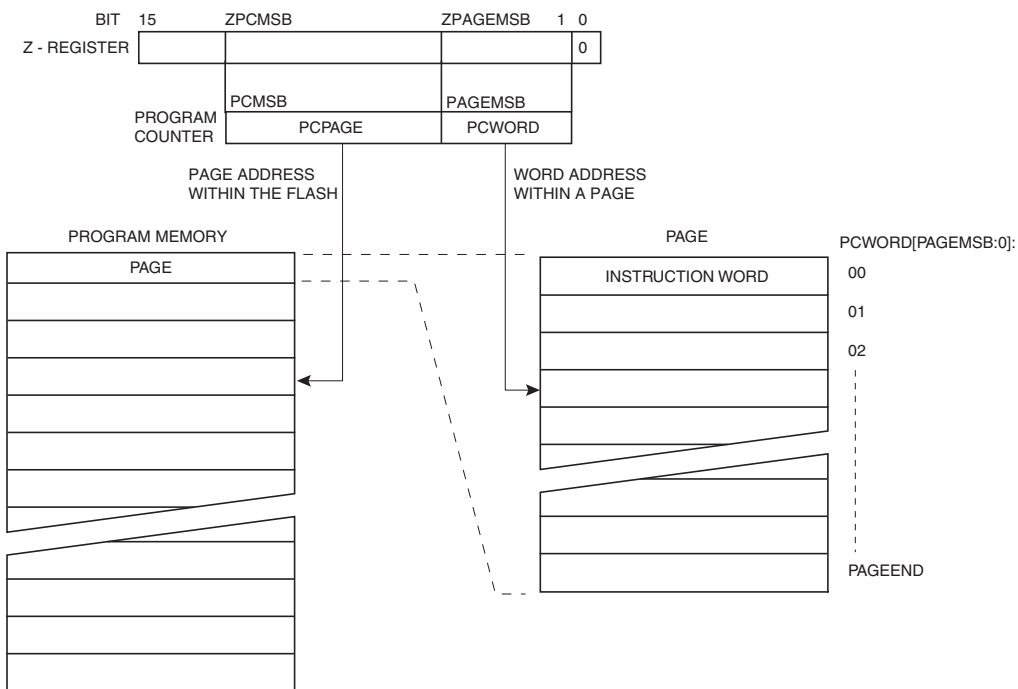 BIT 15 ZPCMSB ZPAGEMSB 1 0
Z - REGISTER 0
PCMSB PAGEMSB
PROGRAM
COUNTER
PCPAGE PCWORD
PAGE ADDRESS
WITHIN THE FLASH
WORD ADDRESS
WITHIN A PAGE
PROGRAM MEMORY
PAGE
PAGE
INSTRUCTION WORD
PCWORD[PAGEMSB:0]:
00
01
02
PAGEEND